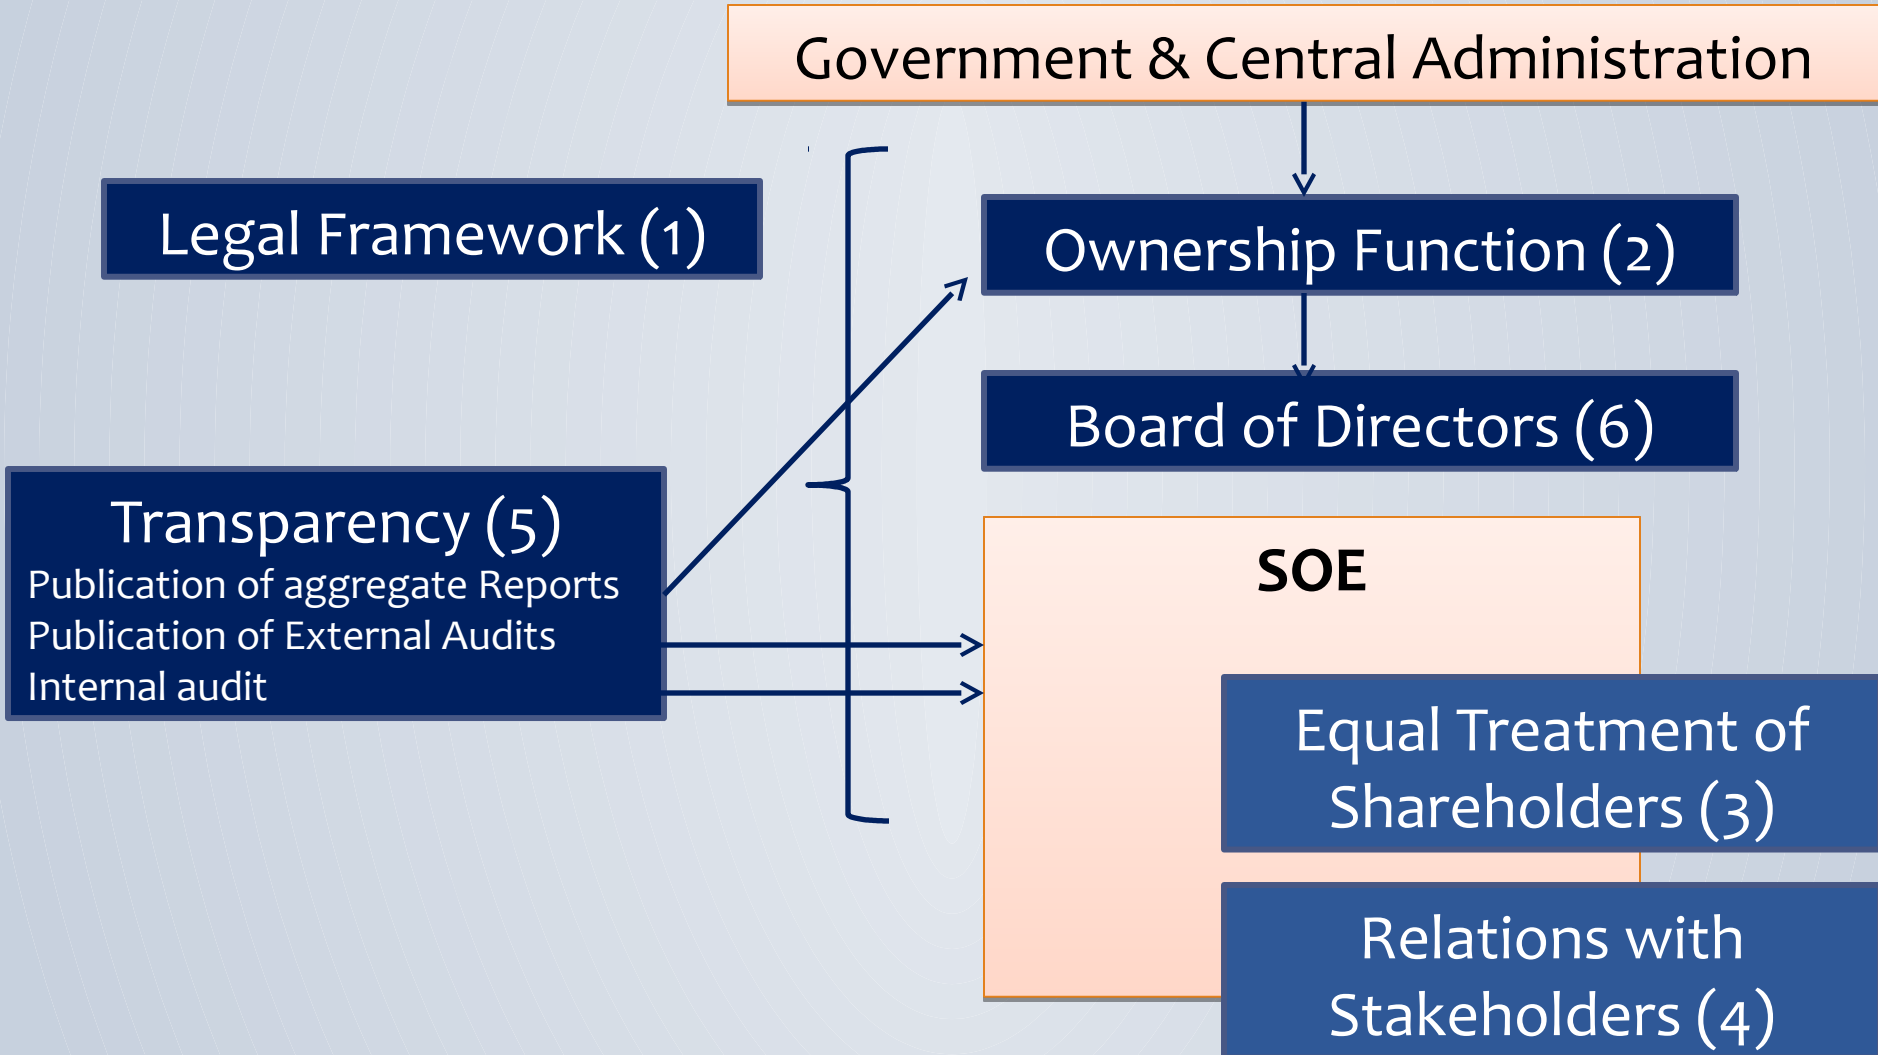 Government & Central Administration
Legal Framework (1)
Ownership Function (2)
Board of Directors (6)
Transparency (5)
Publication of aggregate Reports
Publication of External Audits
Internal audit
SOE
Equal Treatment of
Shareholders (3)
Relations with
Stakeholders (4)